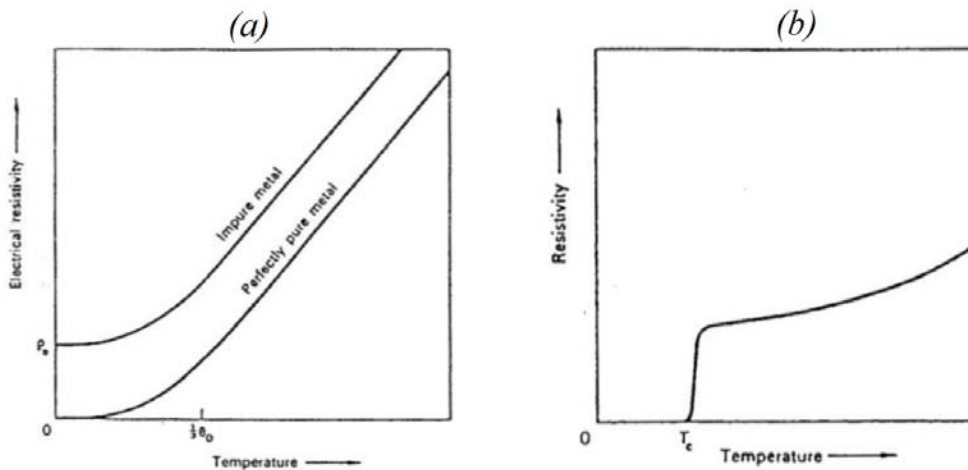 (a)
Electrical resistivity
Impure metal
Perfectly pure metal
ρ₀
0
⅓θ_D
Temperature
(b)
Resistivity
0
T_c
Temperature